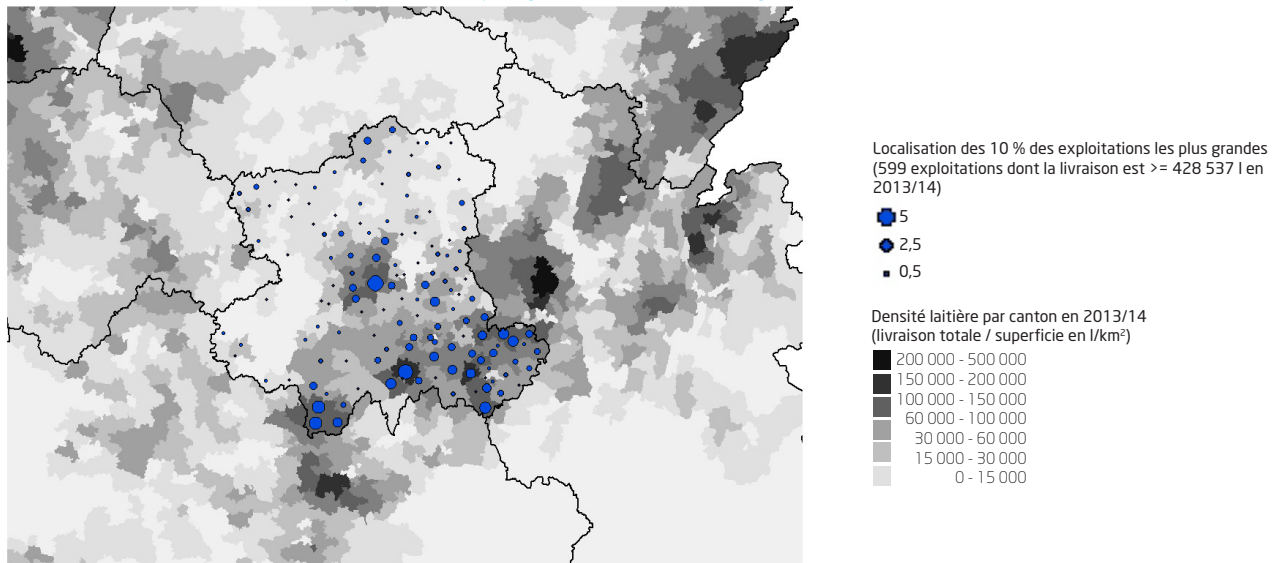 Localisation des 10 % des exploitations les plus grandes
(599 exploitations dont la livraison est >= 428 537 l en
2013/14)
5
2,5
0,5
Densité laitière par canton en 2013/14
(livraison totale / superficie en l/km²)
200 000 - 500 000
150 000 - 200 000
100 000 - 150 000
60 000 - 100 000
30 000 - 60 000
15 000 - 30 000
0 - 15 000